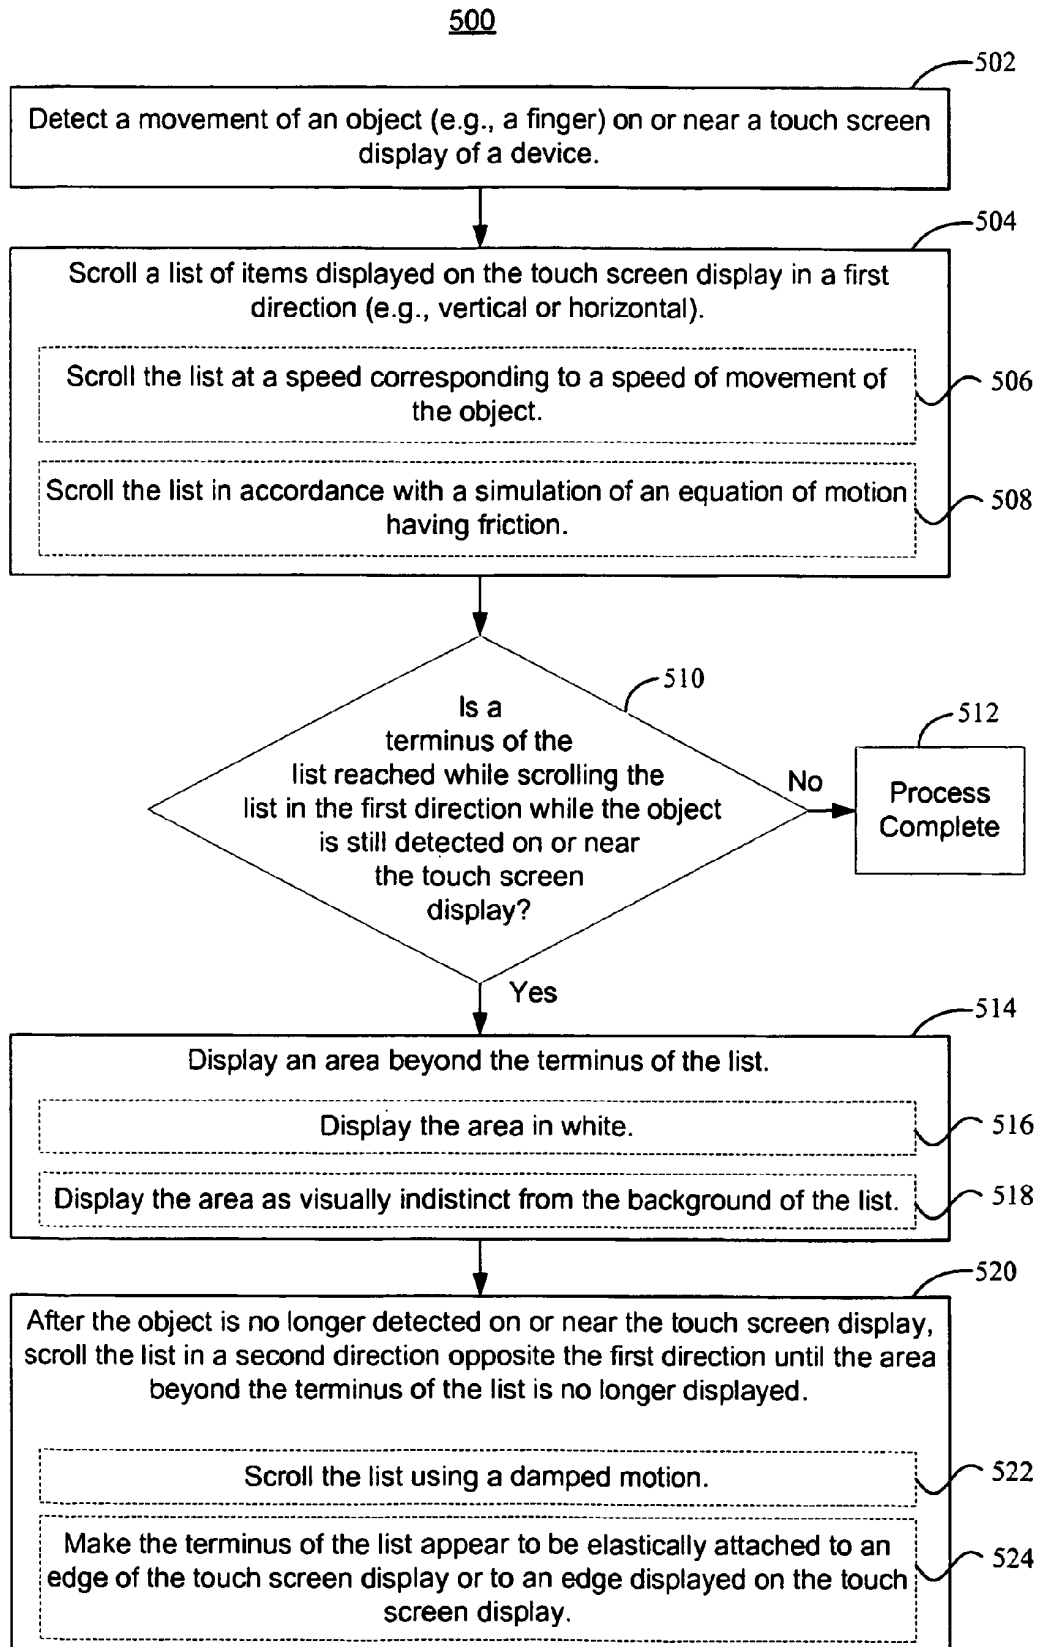 500
502
Detect a movement of an object (e.g., a finger) on or near a touch screen
display of a device.
504
Scroll a list of items displayed on the touch screen display in a first
direction (e.g., vertical or horizontal).
Scroll the list at a speed corresponding to a speed of movement of
the object.
506
Scroll the list in accordance with a simulation of an equation of motion
having friction.
508
510
Is a
terminus of the
list reached while scrolling the
list in the first direction while the object
is still detected on or near
the touch screen
display?
No
512
Process
Complete
Yes
514
Display an area beyond the terminus of the list.
Display the area in white.
516
Display the area as visually indistinct from the background of the list.
518
520
After the object is no longer detected on or near the touch screen display,
scroll the list in a second direction opposite the first direction until the area
beyond the terminus of the list is no longer displayed.
Scroll the list using a damped motion.
522
Make the terminus of the list appear to be elastically attached to an
edge of the touch screen display or to an edge displayed on the touch
screen display.
524